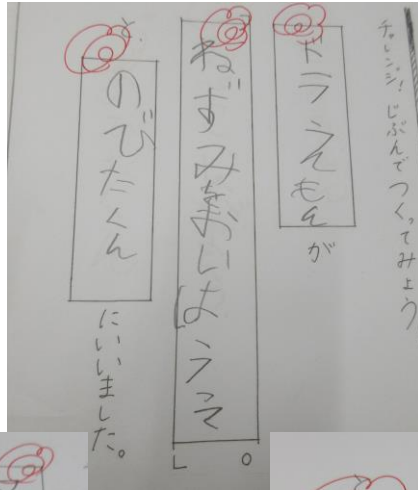 チャレンジ！じぶんでつくってみよう
ドラえもんが
ねずみをおいはらって
と、のびたくんにいいました。